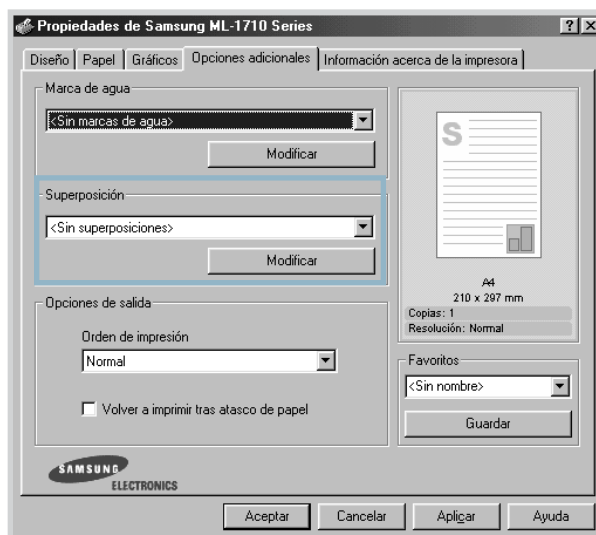 Propiedades de Samsung ML-1710 Series
Diseño Papel Gráficos Opciones adicionales Información acerca de la impresora
Marca de agua
<Sin marcas de agua>
Modificar
Superposición
<Sin superposiciones>
Modificar
Opciones de salida
Orden de impresión
Normal
Volver a imprimir tras atasco de papel
S
A4
210 x 297 mm
Copias: 1
Resolución: Normal
Favoritos
<Sin nombre>
Guardar
SAMSUNG
ELECTRONICS
Aceptar Cancelar Aplicar Ayuda